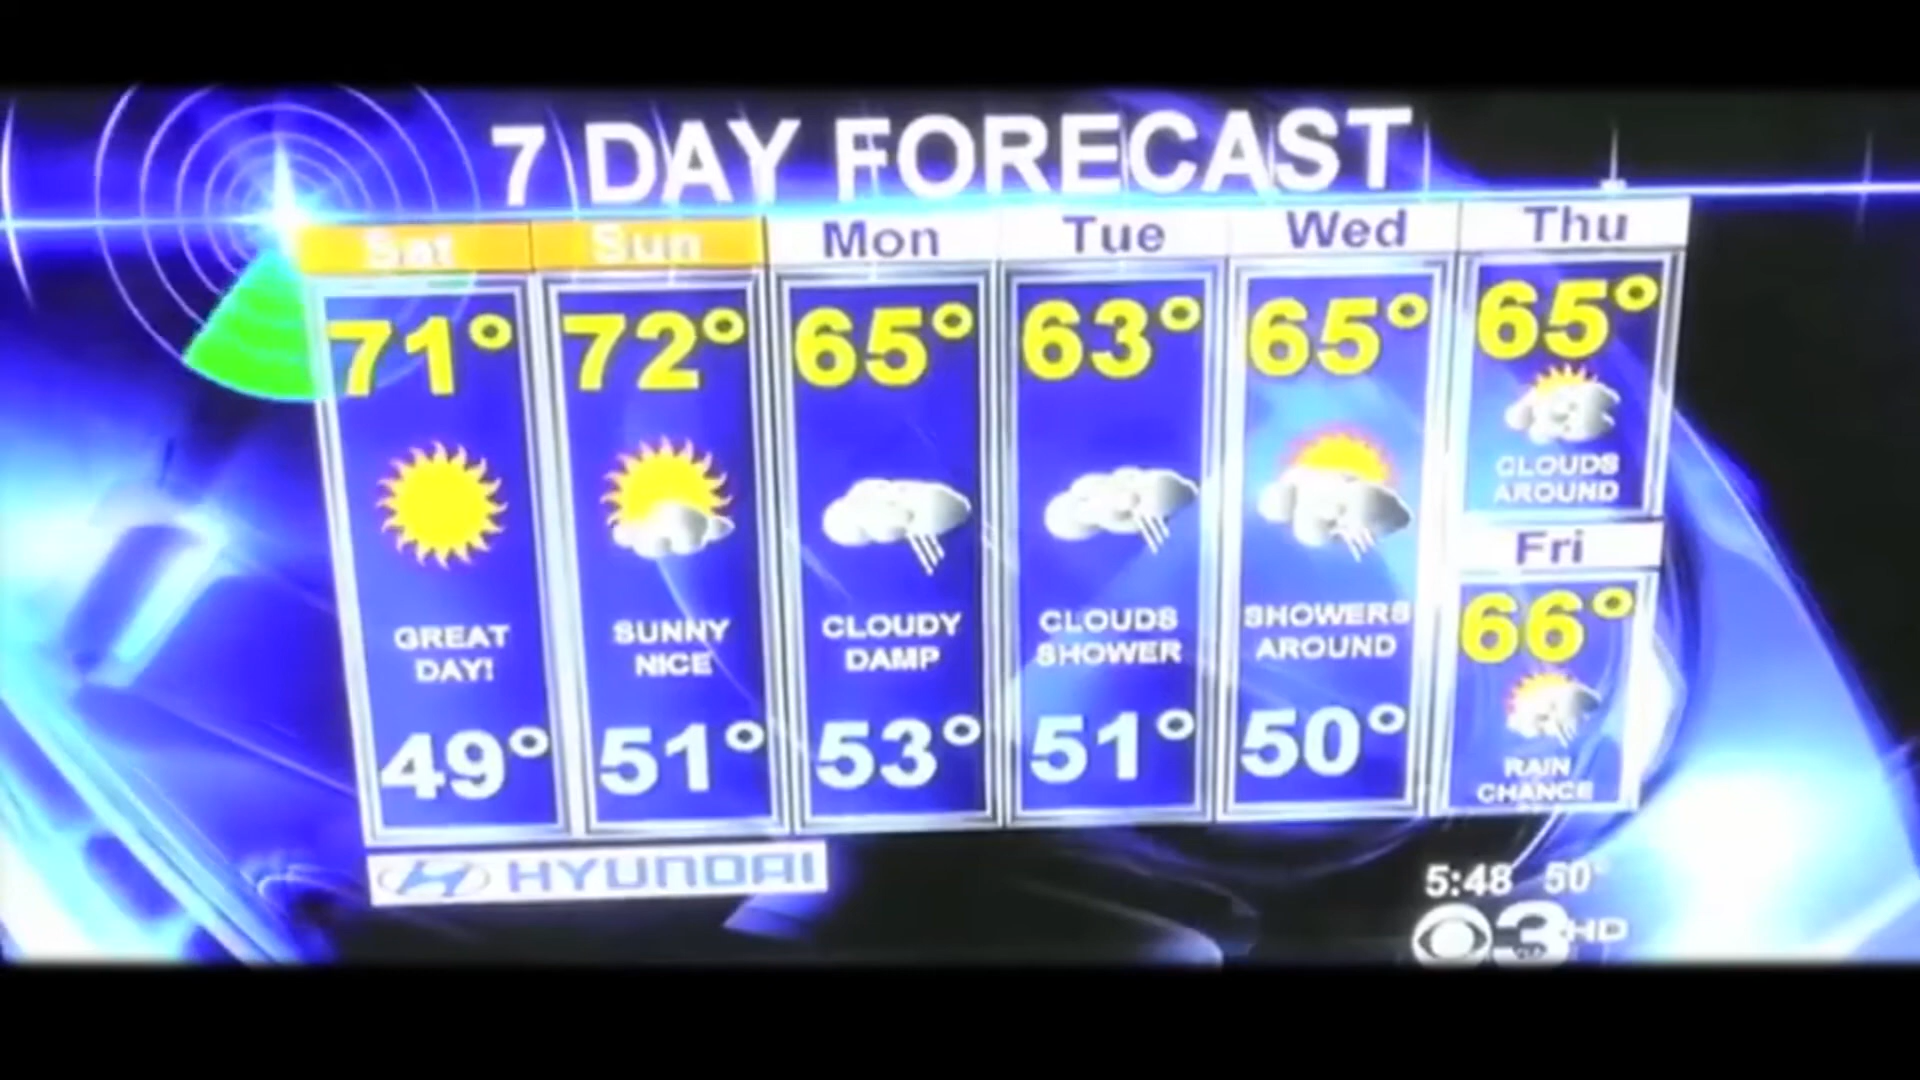 7 DAY FORECAST
Sat Sun Mon Tue Wed Thu
71° 72° 65° 63° 65° 65°
CLOUDS
AROUND
Fri
66°
GREAT
DAY!
SUNNY
NICE
CLOUDY
DAMP
CLOUDS
SHOWER
SHOWERS
AROUND
RAIN
CHANCE
49° 51° 53° 51° 50°
HYUNDAI
5:48 50°
3 HD